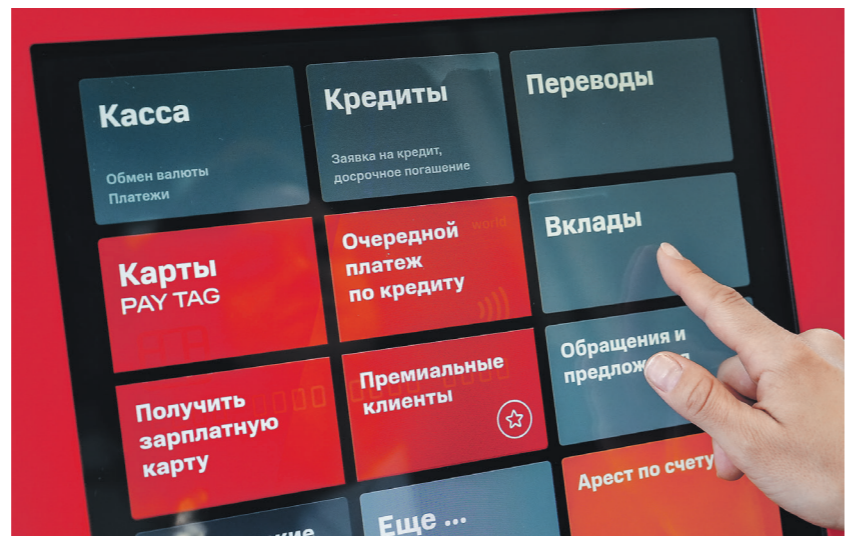 Касса
Обмен валюты
Платежи
Кредиты
Заявка на кредит,
досрочное погашение
Переводы
Карты
PAY TAG
Очередной
платеж
по кредиту
world
Вклады
Получить
зарплатную
карту
Премиальные
клиенты
Обращения и
Еще ...
Арест по счету